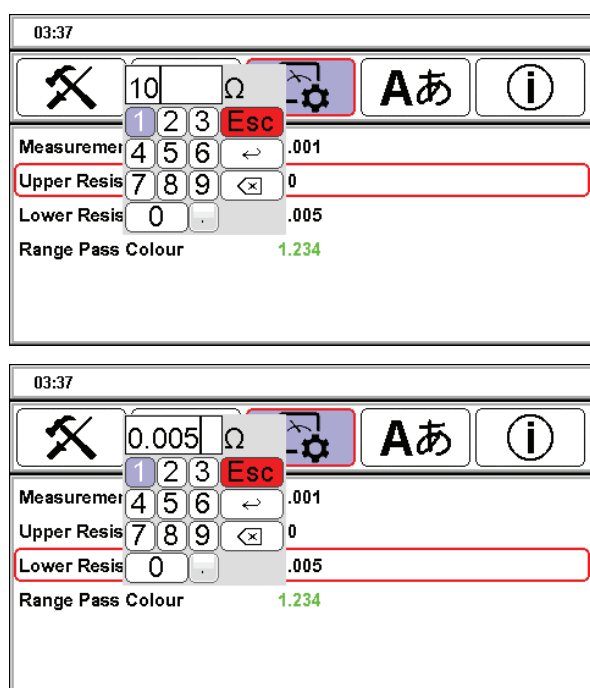 03:37
10 Ω
Aあ
i
1 2 3 Esc
Measuremer 4 5 6 ↩ .001
Upper Resis 7 8 9 ⌫ 0
Lower Resis 0 . .005
Range Pass Colour 1.234
03:37
0.005 Ω
Aあ
i
1 2 3 Esc
Measuremer 4 5 6 ↩ .001
Upper Resis 7 8 9 ⌫ 0
Lower Resis 0 . .005
Range Pass Colour 1.234